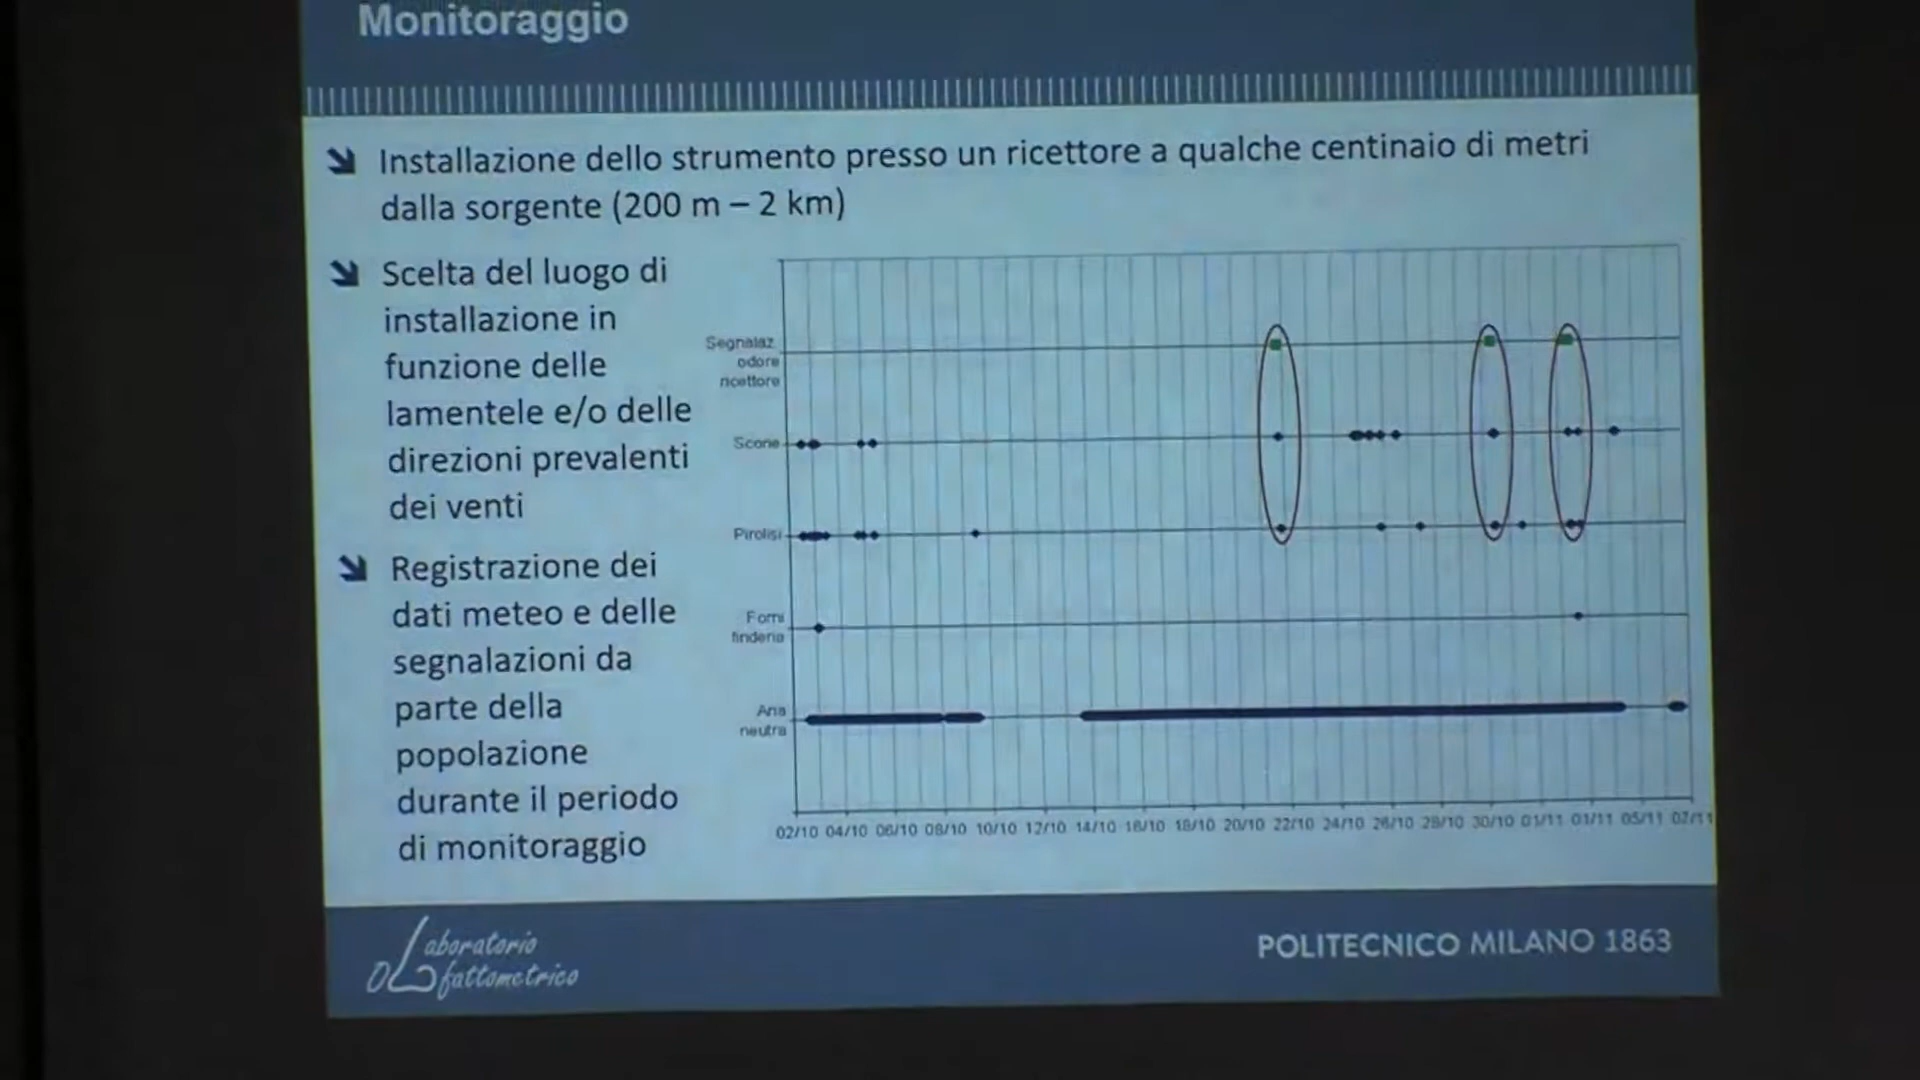 Monitoraggio
Installazione dello strumento presso un ricettore a qualche centinaio di metri
dalla sorgente (200 m – 2 km)
Scelta del luogo di
installazione in
funzione delle
lamentele e/o delle
direzioni prevalenti
dei venti
Registrazione dei
dati meteo e delle
segnalazioni da
parte della
popolazione
durante il periodo
di monitoraggio
Segnalaz.
odore
ricettore
Scorie
Pirolisi
Forni
Aria
neutra
02/10 04/10 06/10 08/10 10/10 12/10 14/10 16/10 18/10 20/10 22/10 24/10 26/10 28/10 30/10 01/11 05/11 07/11
Laboratorio
Olfattometrico
POLITECNICO MILANO 1863